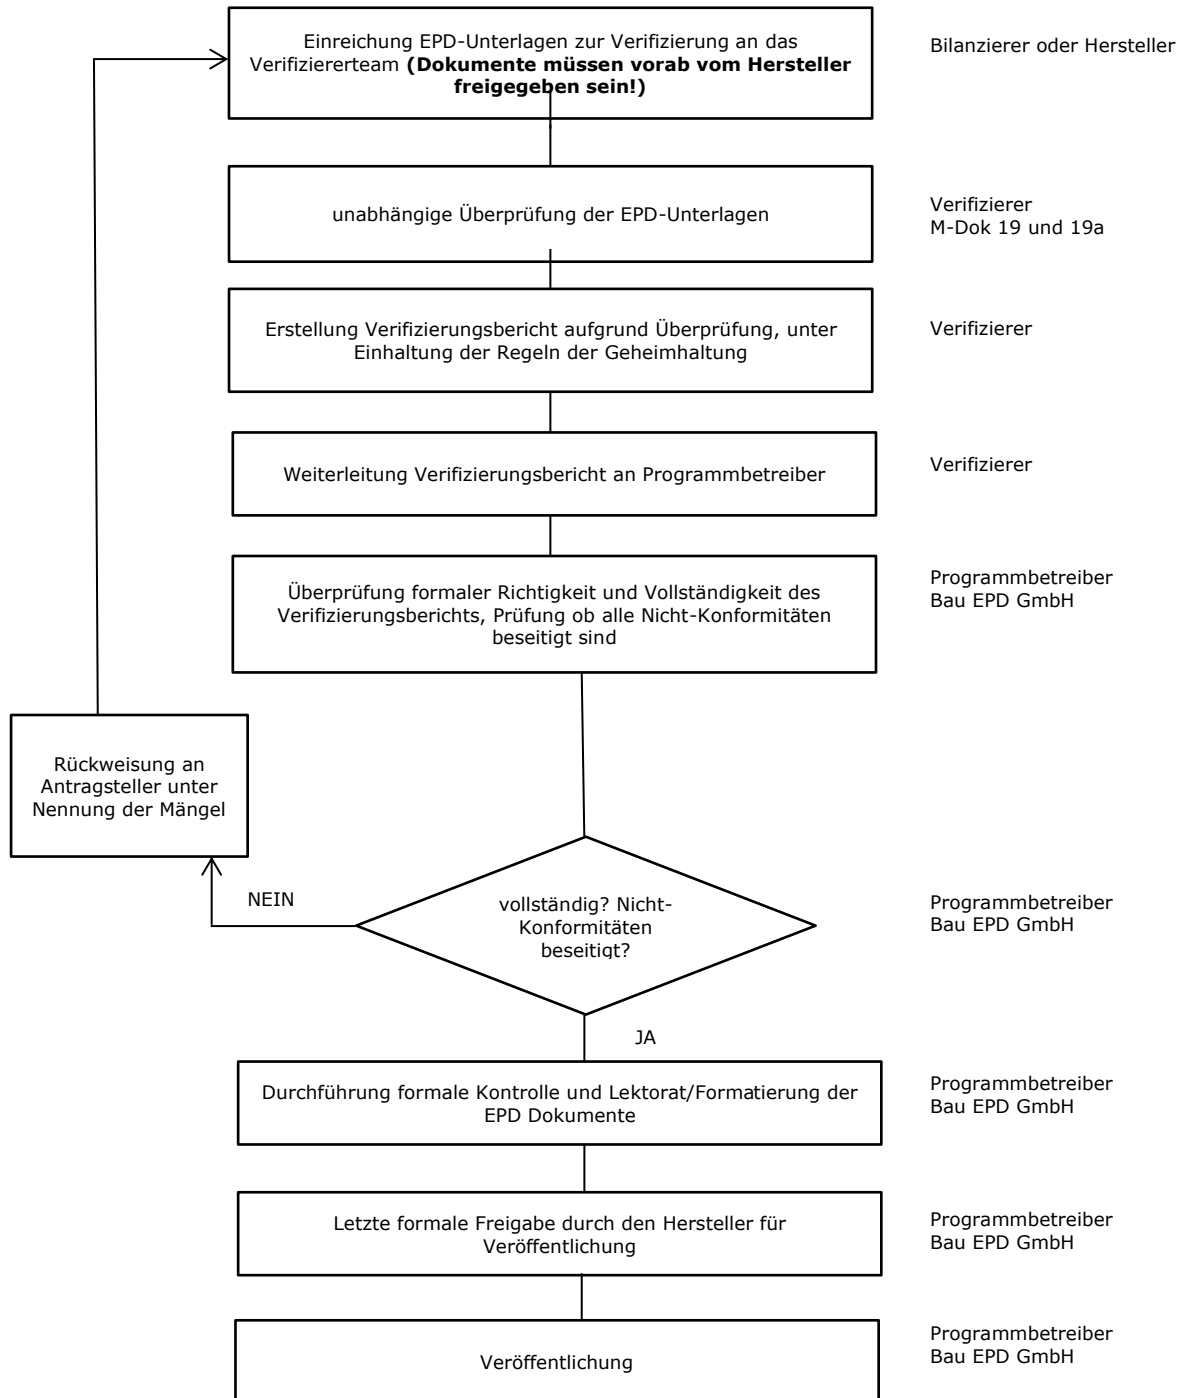 Einreichung EPD-Unterlagen zur Verifizierung an das
Verifiziererteam (Dokumente müssen vorab vom Hersteller
freigegeben sein!)
Bilanzierer oder Hersteller
unabhängige Überprüfung der EPD-Unterlagen
Verifizierer
M-Dok 19 und 19a
Erstellung Verifizierungsbericht aufgrund Überprüfung, unter
Einhaltung der Regeln der Geheimhaltung
Verifizierer
Weiterleitung Verifizierungsbericht an Programmbetreiber
Verifizierer
Überprüfung formaler Richtigkeit und Vollständigkeit des
Verifizierungsberichts, Prüfung ob alle Nicht-Konformitäten
beseitigt sind
Programmbetreiber
Bau EPD GmbH
Rückweisung an
Antragsteller unter
Nennung der Mängel
NEIN
vollständig? Nicht-
Konformitäten
beseitigt?
Programmbetreiber
Bau EPD GmbH
JA
Durchführung formale Kontrolle und Lektorat/Formatierung der
EPD Dokumente
Programmbetreiber
Bau EPD GmbH
Letzte formale Freigabe durch den Hersteller für
Veröffentlichung
Programmbetreiber
Bau EPD GmbH
Veröffentlichung
Programmbetreiber
Bau EPD GmbH